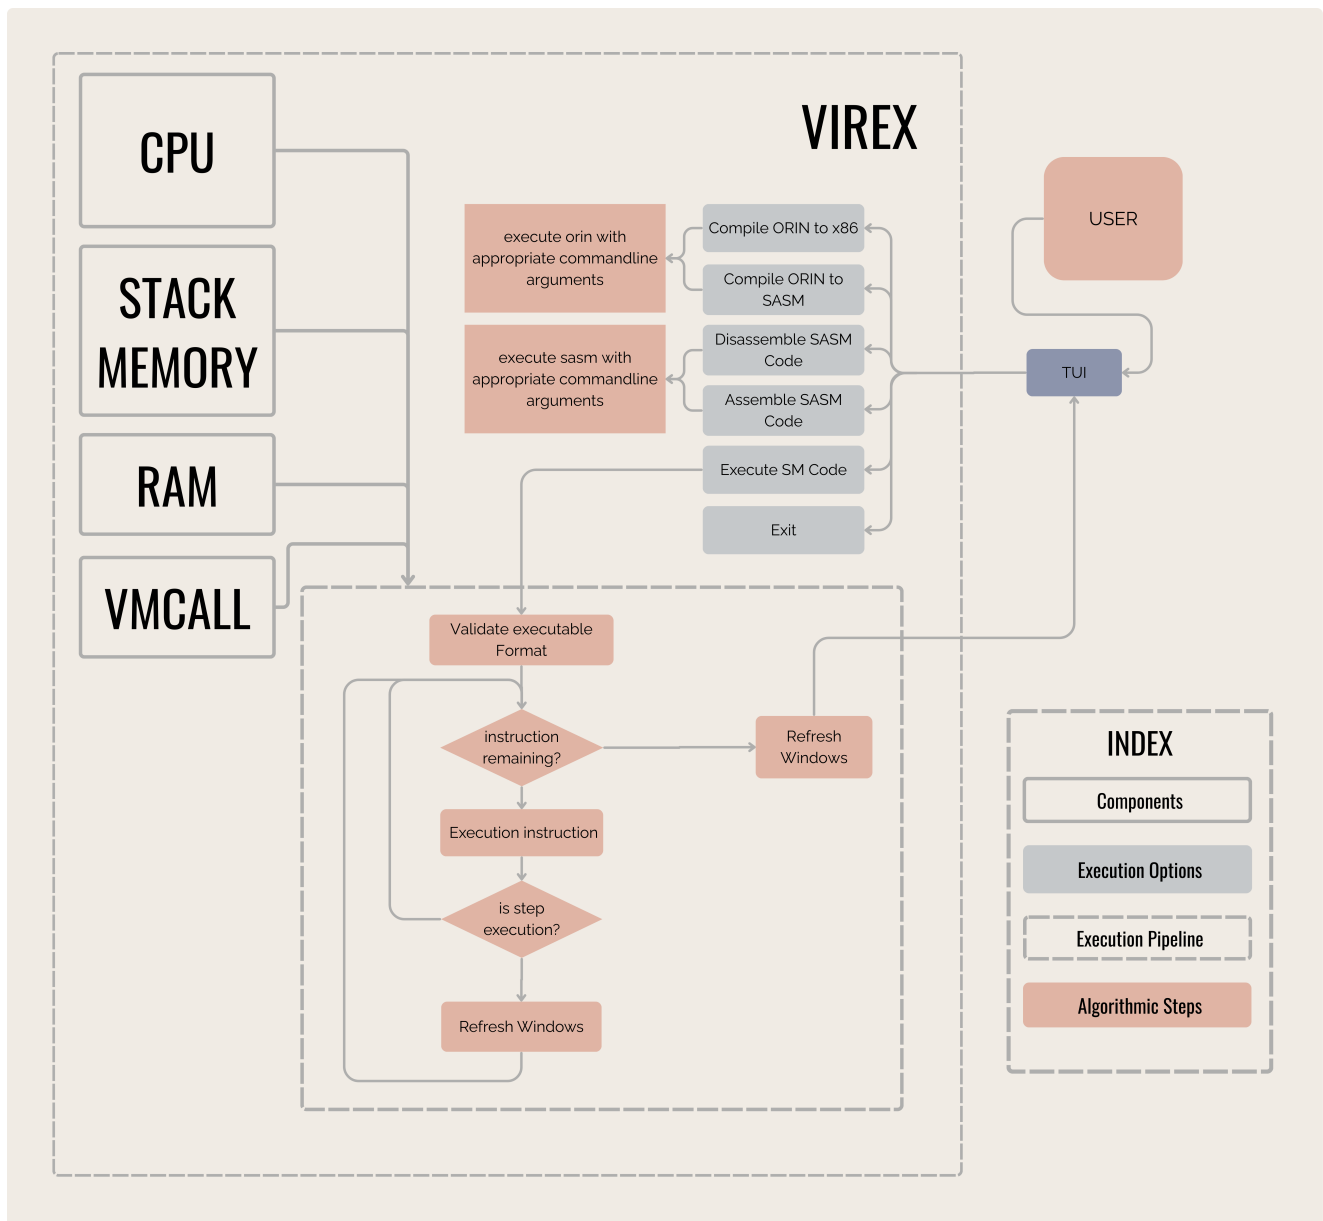 VIREX
CPU
STACK
MEMORY
RAM
VMCALL
USER
TUI
Compile ORIN to x86
Compile ORIN to
SASM
Disassemble SASM
Code
Assemble SASM
Code
Execute SM Code
Exit
execute orin with
appropriate commandline
arguments
execute sasm with
appropriate commandline
arguments
Validate executable
Format
instruction
remaining?
Refresh
Windows
Execution instruction
is step
execution?
Refresh Windows
INDEX
Components
Execution Options
Execution Pipeline
Algorithmic Steps